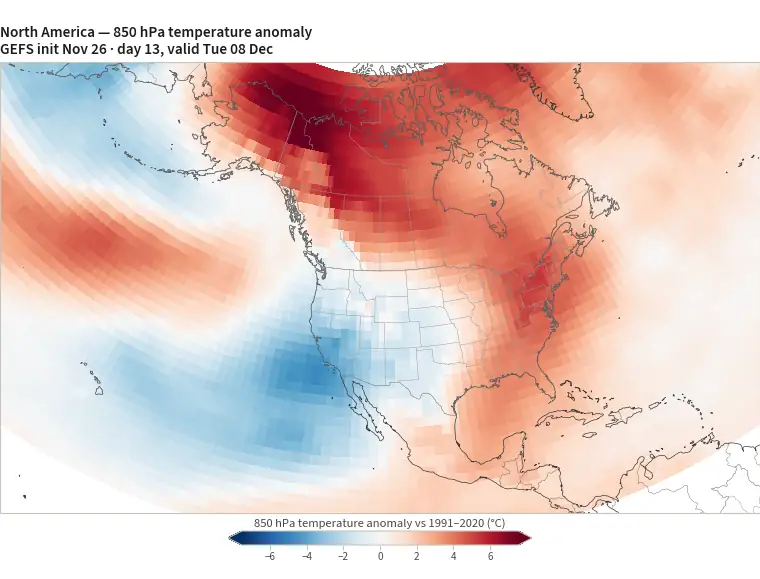 North America — 850 hPa temperature anomaly
GEFS init Nov 26 · day 13, valid Tue 08 Dec
850 hPa temperature anomaly vs 1991–2020 (°C)
−6 −4 −2 0 2 4 6